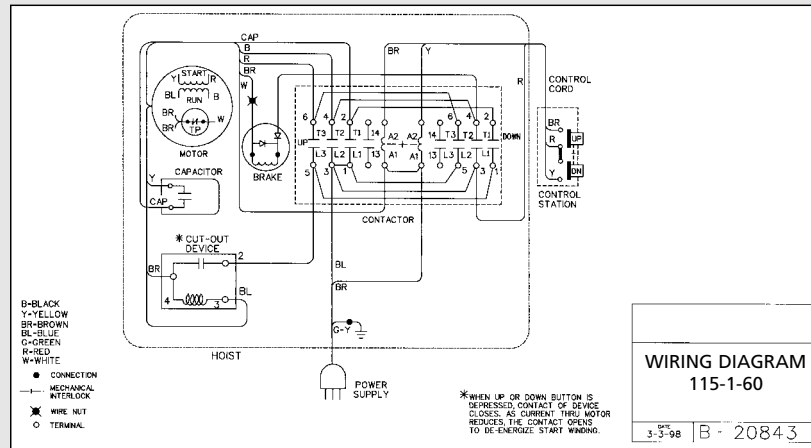 CAP
B
R
BR
W
BR
Y
R
CONTROL
CORD
Y
START
R
BL
RUN
B
BR
BR
TP
W
MOTOR
BRAKE
6 4 2
T3 T2 T1 14 A2
UP
L3 L2 L1 13 A1
5 3 1
6 4 2
A2 14 T3 T2 T1
DOWN
A1 13 L3 L2 L1
5 3 1
CONTACTOR
BR
R
Y
UP
DN
CONTROL
STATION
CAPACITOR
Y
CAP
* CUT-OUT
DEVICE
2
BR
BL
4
3
BL
BR
G-Y
HOIST
POWER
SUPPLY
B-BLACK
Y-YELLOW
BR-BROWN
BL-BLUE
G-GREEN
R-RED
W-WHITE
CONNECTION
MECHANICAL
INTERLOCK
WIRE NUT
TERMINAL
*WHEN UP OR DOWN BUTTON IS
DEPRESSED, CONTACT OF DEVICE
CLOSES. AS CURRENT THRU MOTOR
REDUCES, THE CONTACT OPENS
TO DE-ENERGIZE START WINDING.
WIRING DIAGRAM
115-1-60
DATE
3-3-98
B - 20843